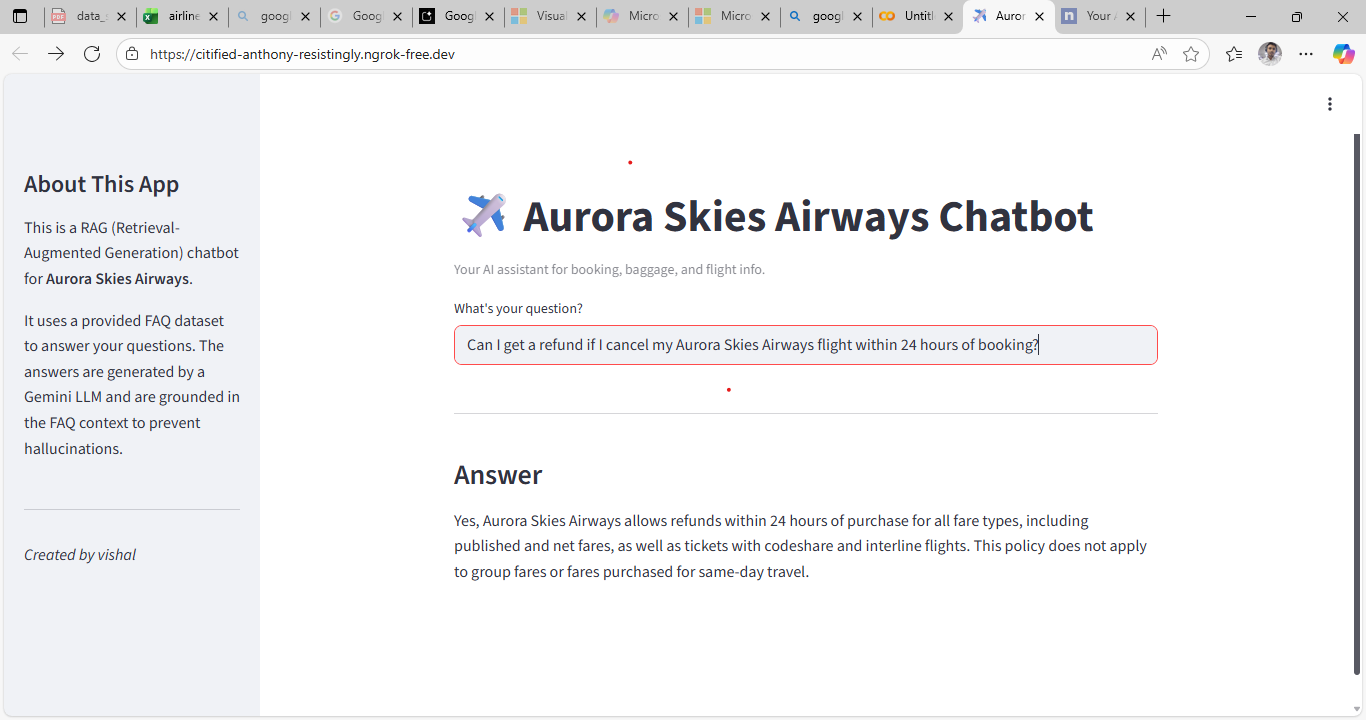 data_
airline
googl
Googl
Googl
Visual
Micro
Micro
googl
Untitl
Auror
Your A
https://citified-anthony-resistingly.ngrok-free.dev
About This App
This is a RAG (Retrieval-
Augmented Generation) chatbot
for Aurora Skies Airways.
It uses a provided FAQ dataset
to answer your questions. The
answers are generated by a
Gemini LLM and are grounded in
the FAQ context to prevent
hallucinations.
Created by vishal
Aurora Skies Airways Chatbot
Your AI assistant for booking, baggage, and flight info.
What's your question?
Can I get a refund if I cancel my Aurora Skies Airways flight within 24 hours of booking?
Answer
Yes, Aurora Skies Airways allows refunds within 24 hours of purchase for all fare types, including
published and net fares, as well as tickets with codeshare and interline flights. This policy does not apply
to group fares or fares purchased for same-day travel.